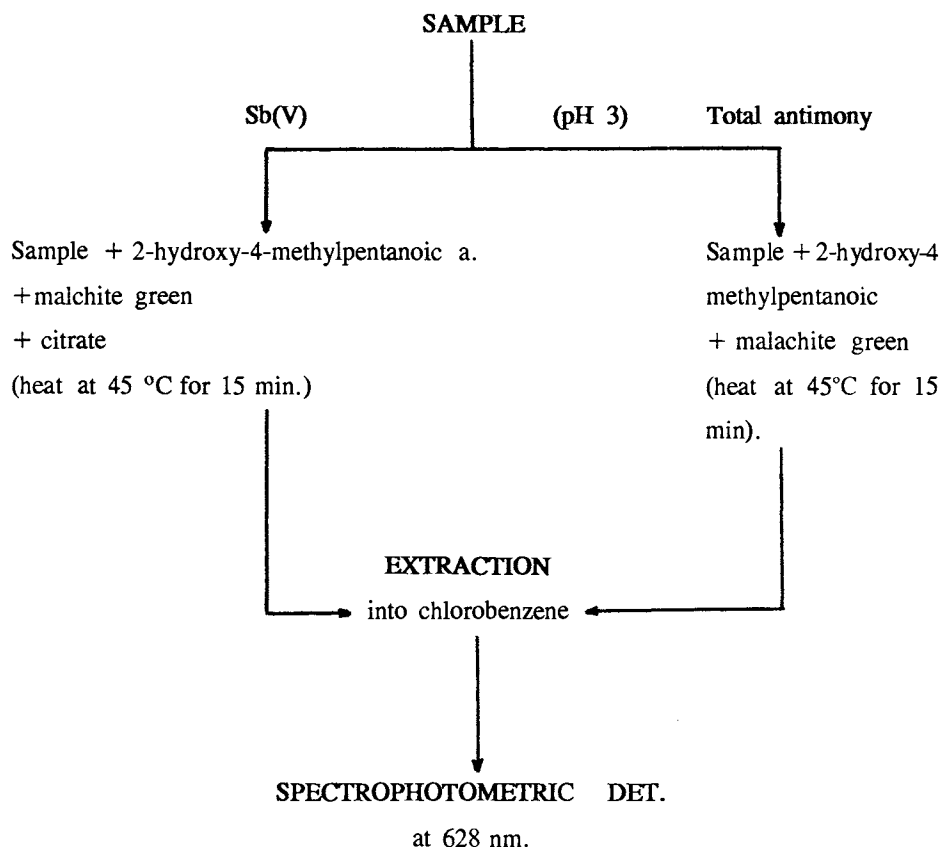 SAMPLE
Sb(V) (pH 3) Total antimony
Sample + 2-hydroxy-4-methylpentanoic a.
+malchite green
+ citrate
(heat at 45 °C for 15 min.)
Sample + 2-hydroxy-4
methylpentanoic
+ malachite green
(heat at 45°C for 15
min).
EXTRACTION
into chlorobenzene
SPECTROPHOTOMETRIC DET.
at 628 nm.